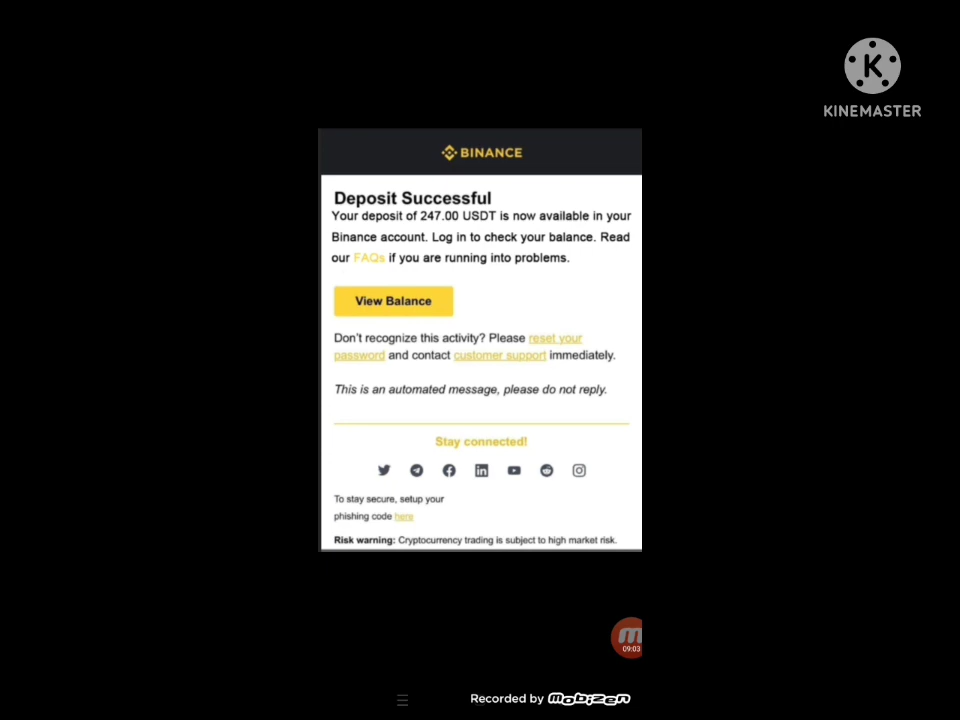 K
KINEMASTER
BINANCE
Deposit Successful
Your deposit of 247.00 USDT is now available in your
Binance account. Log in to check your balance. Read
our FAQs if you are running into problems.
View Balance
Don't recognize this activity? Please reset your
password and contact customer support immediately.
This is an automated message, please do not reply.
Stay connected!
To stay secure, setup your
phishing code here
Risk warning: Cryptocurrency trading is subject to high market risk.
09:03
Recorded by mobizen